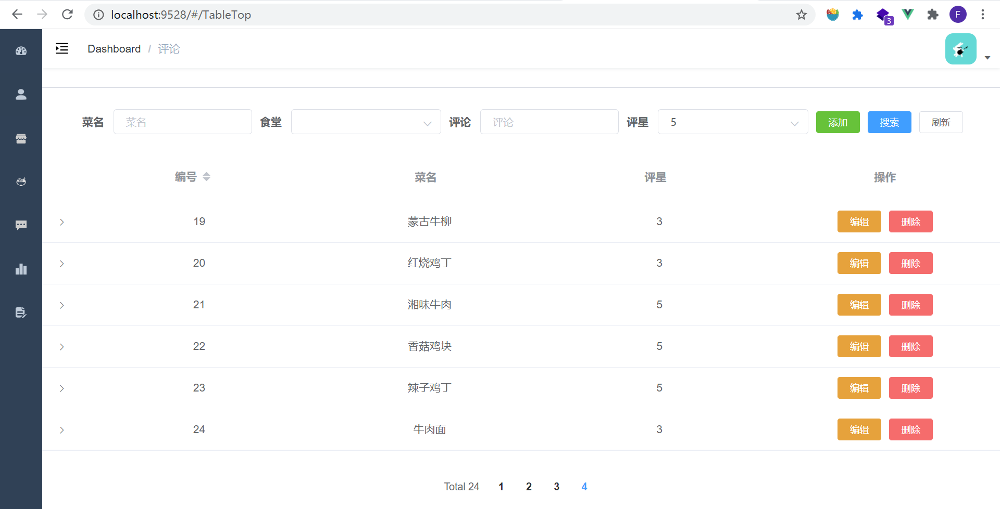 localhost:9528/#/TableTop
3
F
Dashboard / 评论
菜名 菜名 食堂 评论 评论 评星 5 添加 搜索 刷新
编号 菜名 评星 操作
19 蒙古牛柳 3 编辑 删除
20 红烧鸡丁 3 编辑 删除
21 湘味牛肉 5 编辑 删除
22 香菇鸡块 5 编辑 删除
23 辣子鸡丁 5 编辑 删除
24 牛肉面 3 编辑 删除
Total 24 1 2 3 4